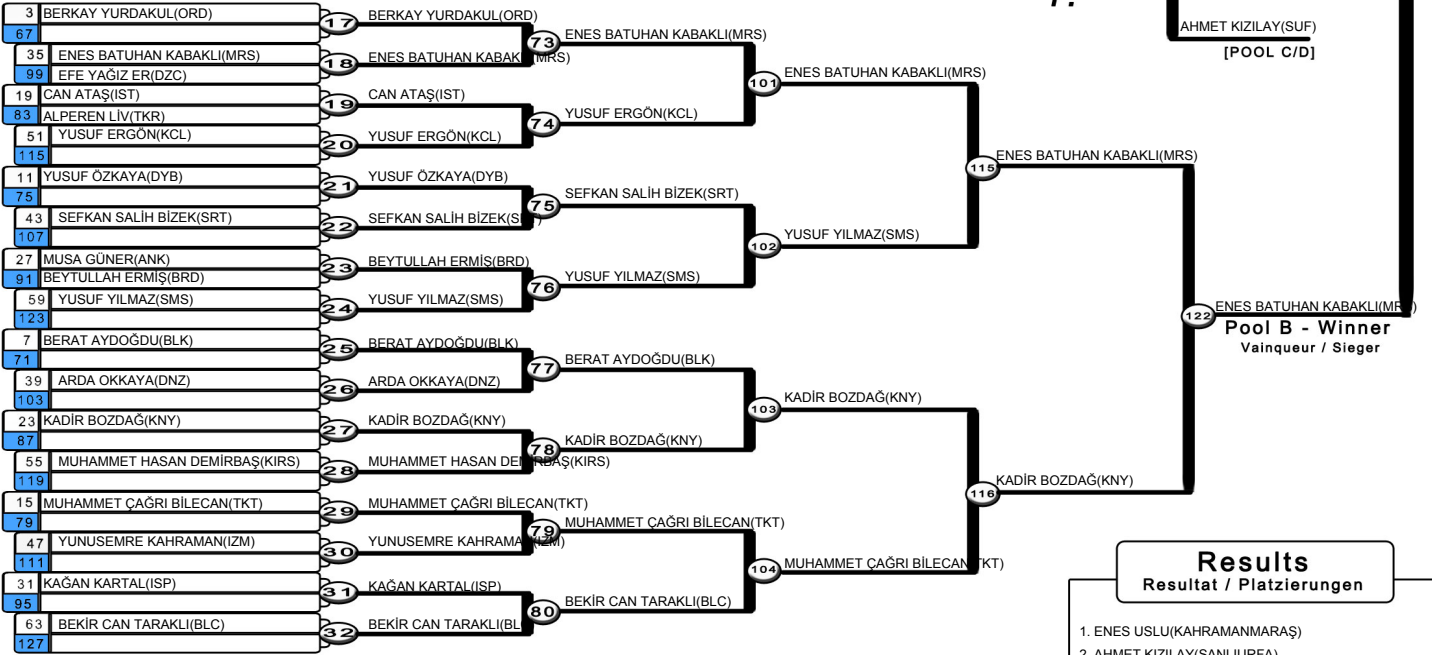 3 BERKAY YURDAKUL(ORD)
67
35 ENES BATUHAN KABAKLI(MRS)
99 EFE YAĞIZ ER(DZC)
19 CAN ATAŞ(IST)
83 ALPEREN LİV(TKR)
51 YUSUF ERGÖN(KCL)
115
11 YUSUF ÖZKAYA(DYB)
75
43 SEFKAN SALİH BİZEK(SRT)
107
27 MUSA GÜNER(ANK)
91 BEYTULLAH ERMİŞ(BRD)
59 YUSUF YILMAZ(SMS)
123
7 BERAT AYDOĞDU(BLK)
71
39 ARDA OKKAYA(DNZ)
103
23 KADİR BOZDAĞ(KNY)
87
55 MUHAMMET HASAN DEMİRBAŞ(KIRS)
119
15 MUHAMMET ÇAĞRI BİLECAN(TKT)
79
47 YUNUSEMRE KAHRAMAN(IZM)
111
31 KAĞAN KARTAL(ISP)
95
63 BEKİR CAN TARAKLI(BLC)
127
17 BERKAY YURDAKUL(ORD)
18 ENES BATUHAN KABAKLI(MRS)
19 CAN ATAŞ(IST)
20 YUSUF ERGÖN(KCL)
21 YUSUF ÖZKAYA(DYB)
22 SEFKAN SALİH BİZEK(SRT)
23 BEYTULLAH ERMİŞ(BRD)
24 YUSUF YILMAZ(SMS)
25 BERAT AYDOĞDU(BLK)
26 ARDA OKKAYA(DNZ)
27 KADİR BOZDAĞ(KNY)
28 MUHAMMET HASAN DEMİRBAŞ(KIRS)
29 MUHAMMET ÇAĞRI BİLECAN(TKT)
30 YUNUSEMRE KAHRAMAN(IZM)
31 KAĞAN KARTAL(ISP)
32 BEKİR CAN TARAKLI(BLC)
73 ENES BATUHAN KABAKLI(MRS)
74 YUSUF ERGÖN(KCL)
75 SEFKAN SALİH BİZEK(SRT)
76 YUSUF YILMAZ(SMS)
77 BERAT AYDOĞDU(BLK)
78 KADİR BOZDAĞ(KNY)
79 MUHAMMET ÇAĞRI BİLECAN(TKT)
80 BEKİR CAN TARAKLI(BLC)
101 ENES BATUHAN KABAKLI(MRS)
102 YUSUF YILMAZ(SMS)
103 KADİR BOZDAĞ(KNY)
104 MUHAMMET ÇAĞRI BİLECAN(TKT)
115 ENES BATUHAN KABAKLI(MRS)
116 KADİR BOZDAĞ(KNY)
122 ENES BATUHAN KABAKLI(MRS)
Pool B - Winner
Vainqueur / Sieger
AHMET KIZILAY(SUF)
[POOL C/D]
Results
Resultat / Platzierungen
1. ENES USLU(KAHRAMANMARAŞ)
2. AHMET KIZILAY(ŞANLIURFA)